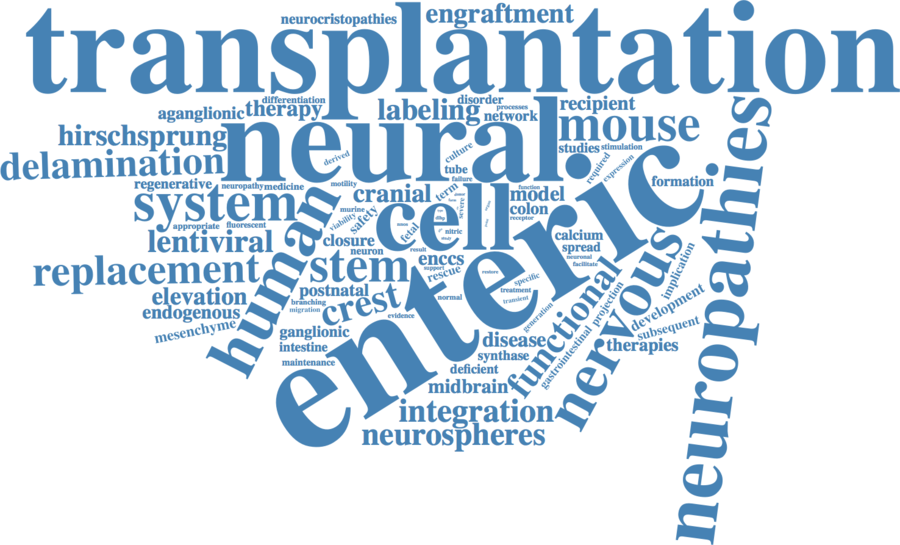 neurocristopathies
engraftment
transplantation
differentiation
disorder
processes
aganglionic
therapy
labeling
network
recipient
hirschsprung
neural
mouse
delamination
derived
culture
studies
stimulation
tube
required
expression
failure
regenerative
neuropathy
medicine
motility
cranial
term
function
model
formation
system
murine
safety
cell
severe
colon
receptor
appropriate
fluorescent
viability
fetal
nitric
lentiviral
human
closure
calcium
neuron
result
spread
neuronal
replacement
stem
enccs
support
rescue
restore
facilitate
enteric
elevation
postnatal
specific
treatment
transient
functional
nervous
implication
neuropathies
endogenous
branching
migration
crest
normal
evidence
generation
projection
development
mesenchyme
ganglionic
subsequent
intestine
disease
gastrointestinal
therapies
maintenance
synthase
deficient
midbrain
integration
neurospheres